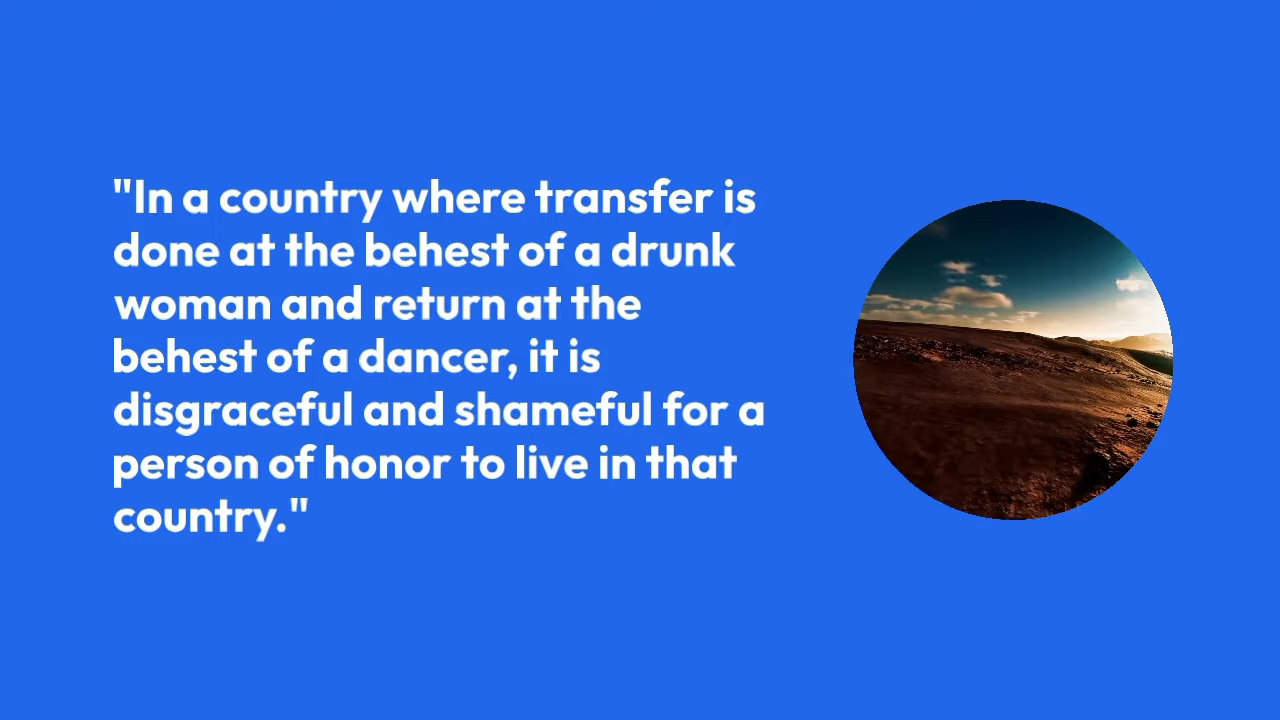 "In a country where transfer is
done at the behest of a drunk
woman and return at the
behest of a dancer, it is
disgraceful and shameful for a
person of honor to live in that
country."